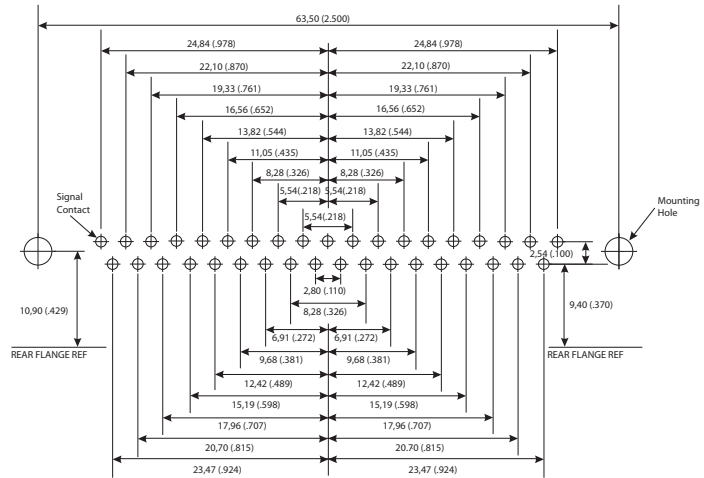 63,50 (2.500)
24,84 (.978) 24,84 (.978)
22,10 (.870) 22,10 (.870)
19,33 (.761) 19,33 (.761)
16,56 (.652) 16,56 (.652)
13,82 (.544) 13,82 (.544)
11,05 (.435) 11,05 (.435)
8,28 (.326) 8,28 (.326)
5,54(.218) 5,54(.218)
Signal
Contact
Mounting
Hole
5,54(.218)
2,54 (.100)
2,80 (.110)
10,90 (.429) 9,40 (.370)
8,28 (.326)
6,91 (.272) 6,91 (.272)
REAR FLANGE REF REAR FLANGE REF
9,68 (.381) 9,68 (.381)
12,42 (.489) 12,42 (.489)
15,19 (.598) 15,19 (.598)
17,96 (.707) 17,96 (.707)
20,70 (.815) 20.70 (.815)
23,47 (.924) 23,47 (.924)